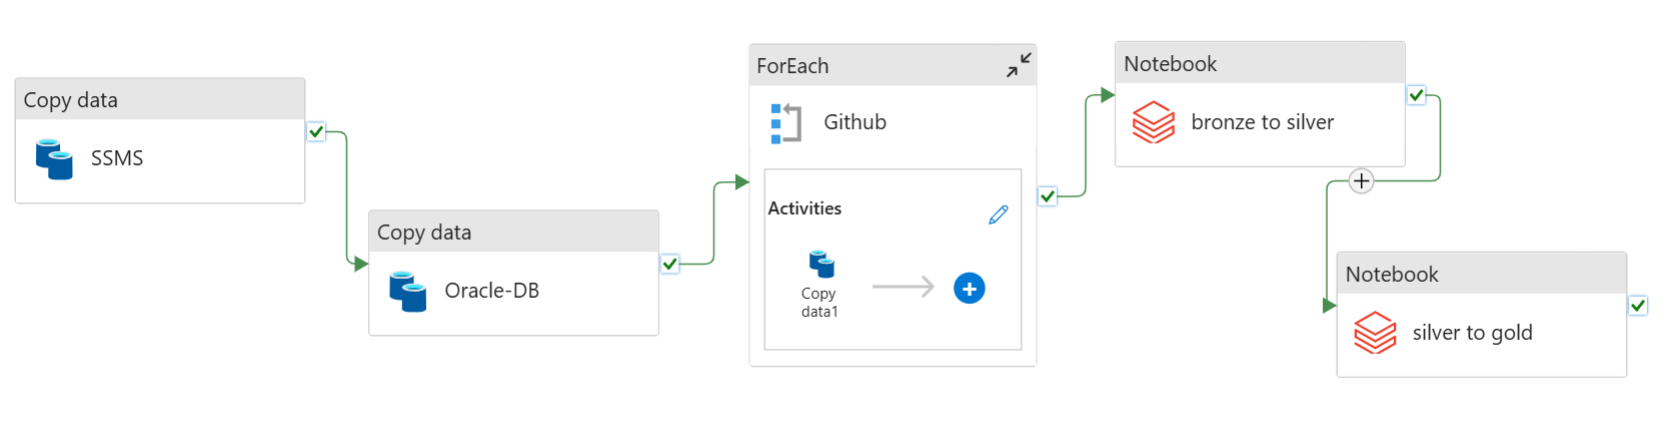 Copy data
SSMS
Copy data
Oracle-DB
ForEach
Github
Activities
Copy
data1
Notebook
bronze to silver
Notebook
silver to gold